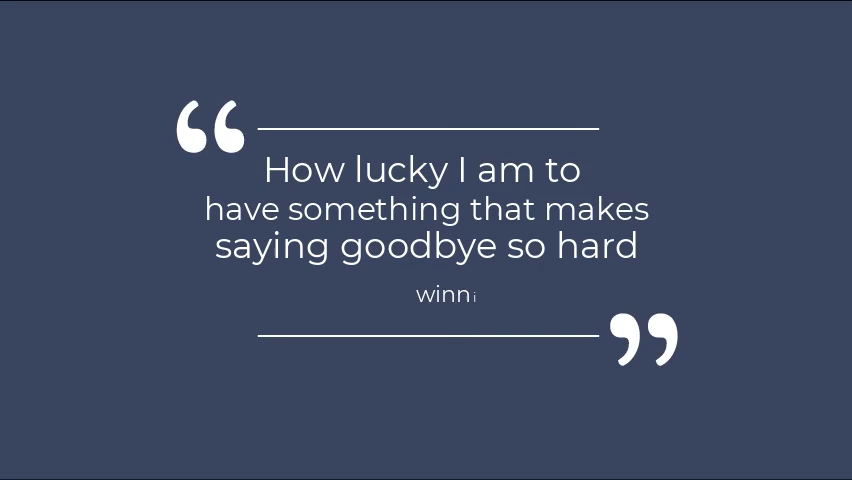 How lucky I am to
have something that makes
saying goodbye so hard
winni